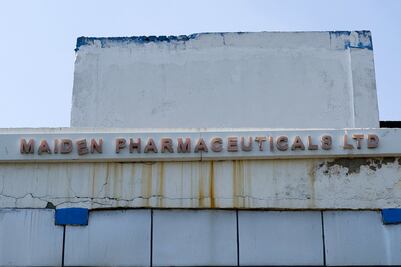 MAIDEN PHARMACEUTICALS LTD